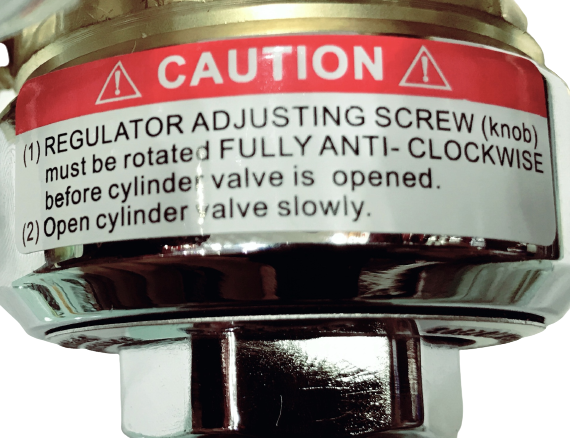 CAUTION
(1) REGULATOR ADJUSTING SCREW (knob)
must be rotated FULLY ANTI- CLOCKWISE
before cylinder valve is opened.
(2) Open cylinder valve slowly.